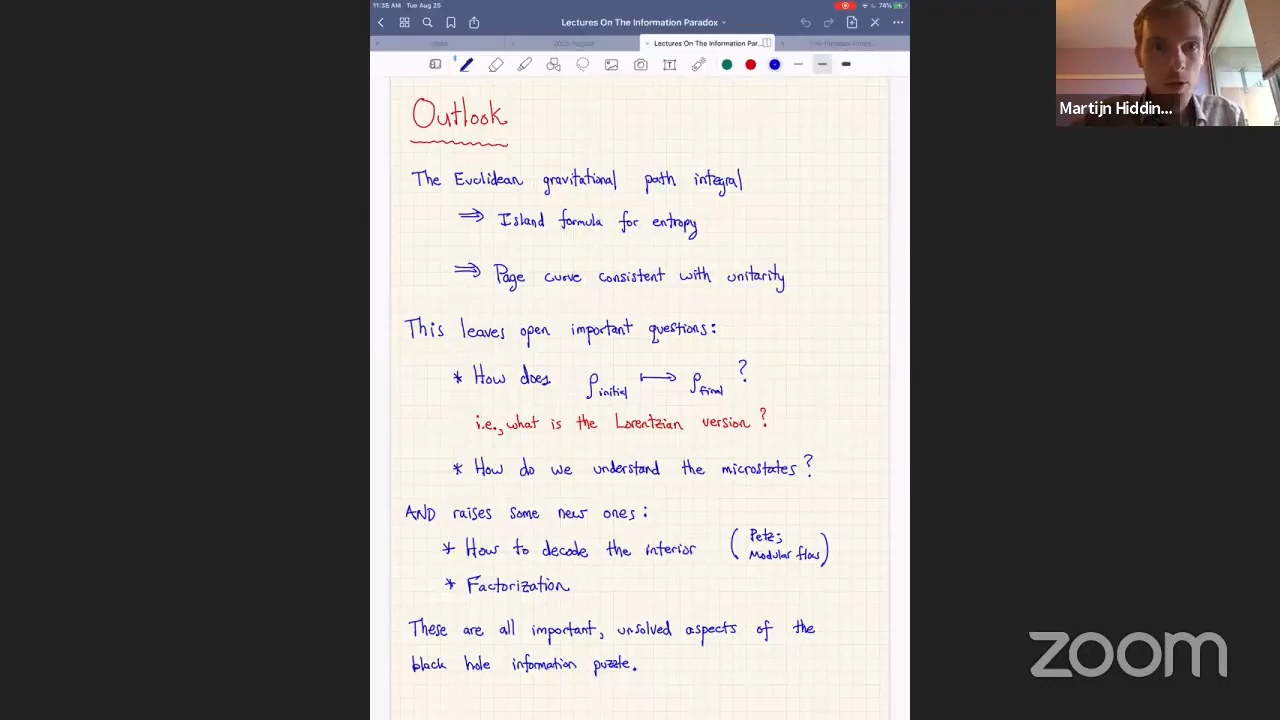 11:38 AM Tue Aug 25
74%
Lectures On The Information Paradox
Lectures On The Information Par...
Martijn Hiddin...
Outlook
The Euclidean gravitational path integral
⇒ Island formula for entropy
⇒ Page curve consistent with unitarity
This leaves open important questions:
* How does ρ_initial ↦ ρ_final ?
i.e., what is the Lorentzian version?
* How do we understand the microstates?
AND raises some new ones:
* How to decode the interior (Petz; Modular flow)
* Factorization
These are all important, unsolved aspects of the
black hole information puzzle.
zoom